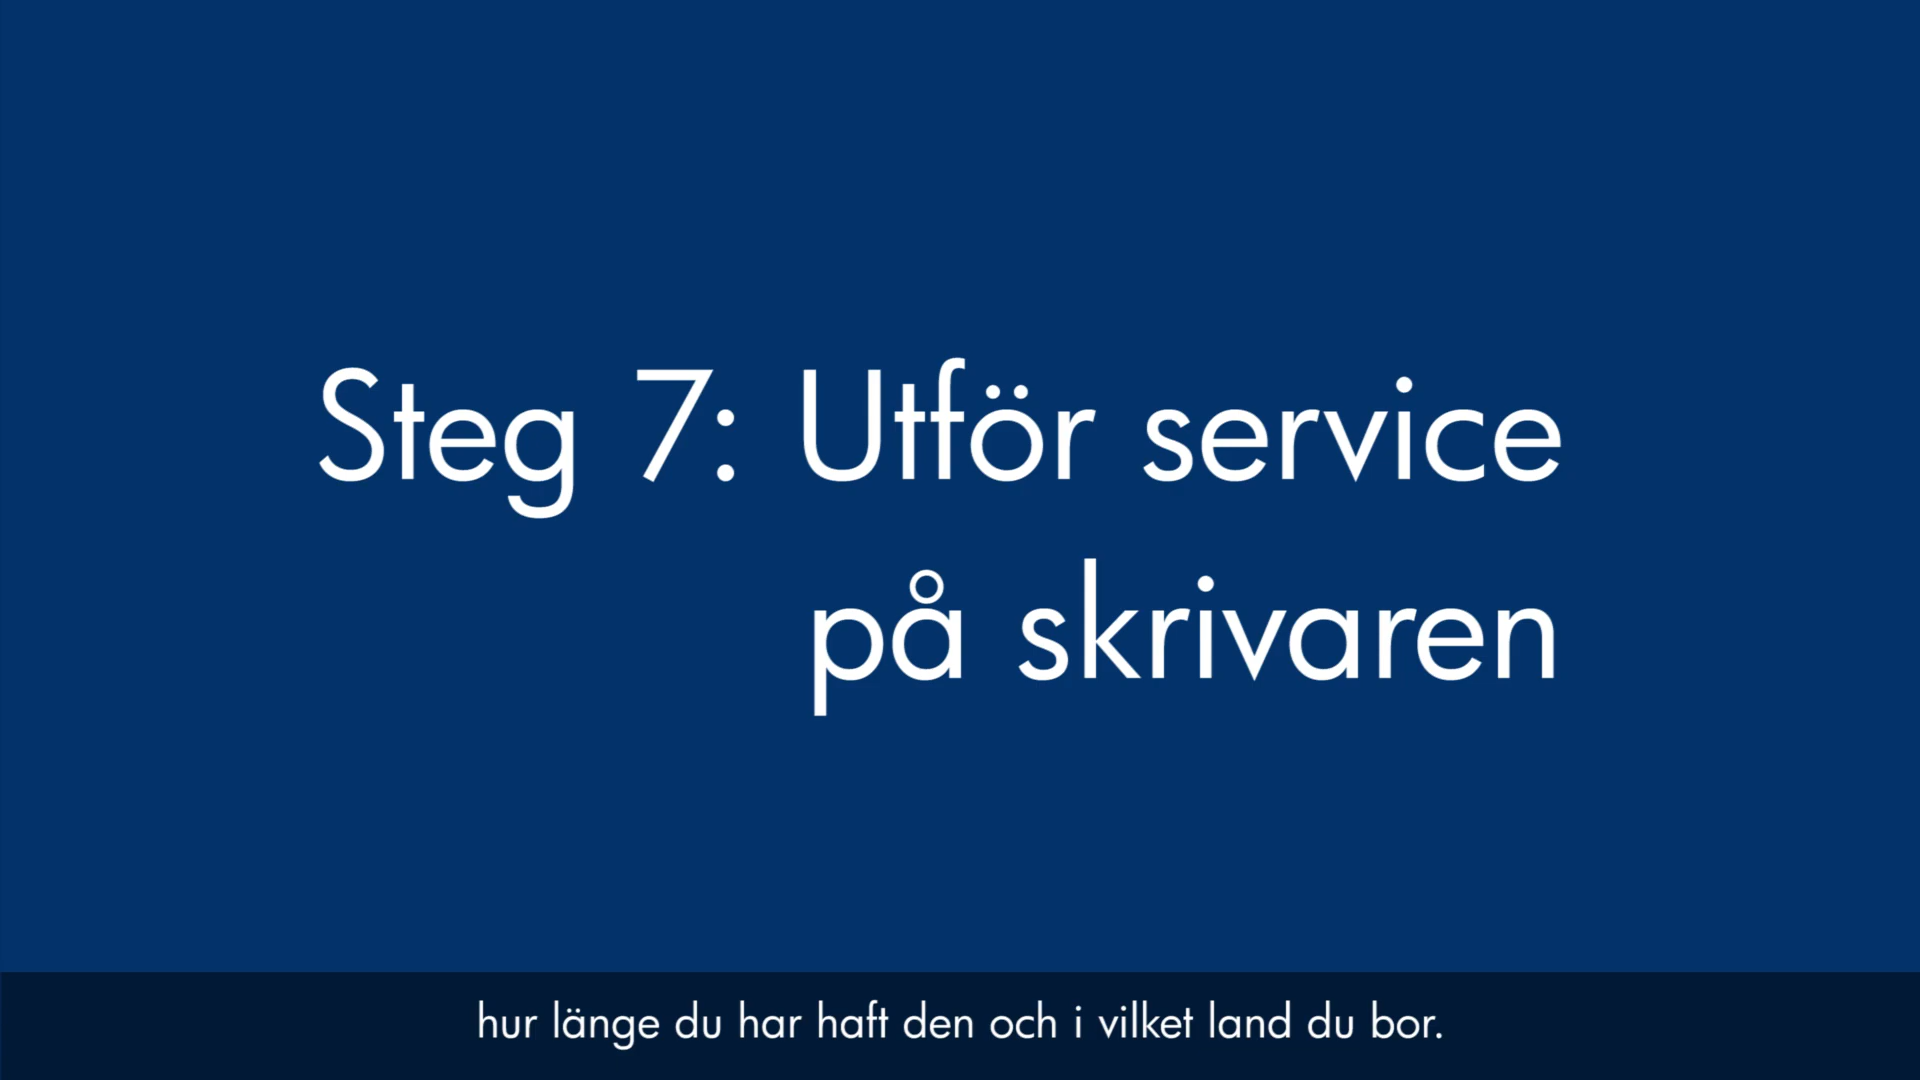 Steg 7: Utför service
på skrivaren
hur länge du har haft den och i vilket land du bor.